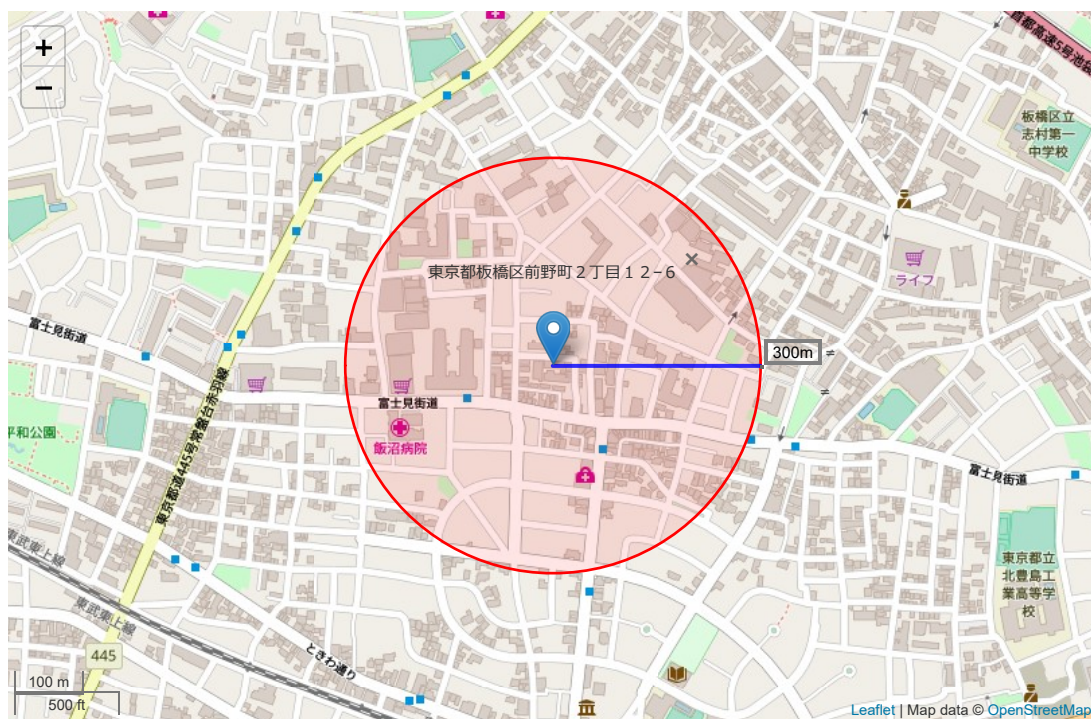 +
−
首都高速5号池袋
板橋区立
志村第一
中学校
ライフ
東京都板橋区前野町２丁目１２−６
×
300m
富士見街道
富士見街道
飯沼病院
平和公園
東京都道445号常盤台赤羽線
富士見街道
東武東上線
東武東上線
東京都立
北豊島工
業高等学
校
ときわ通り
445
100 m
500 ft
Leaflet | Map data © OpenStreetMap